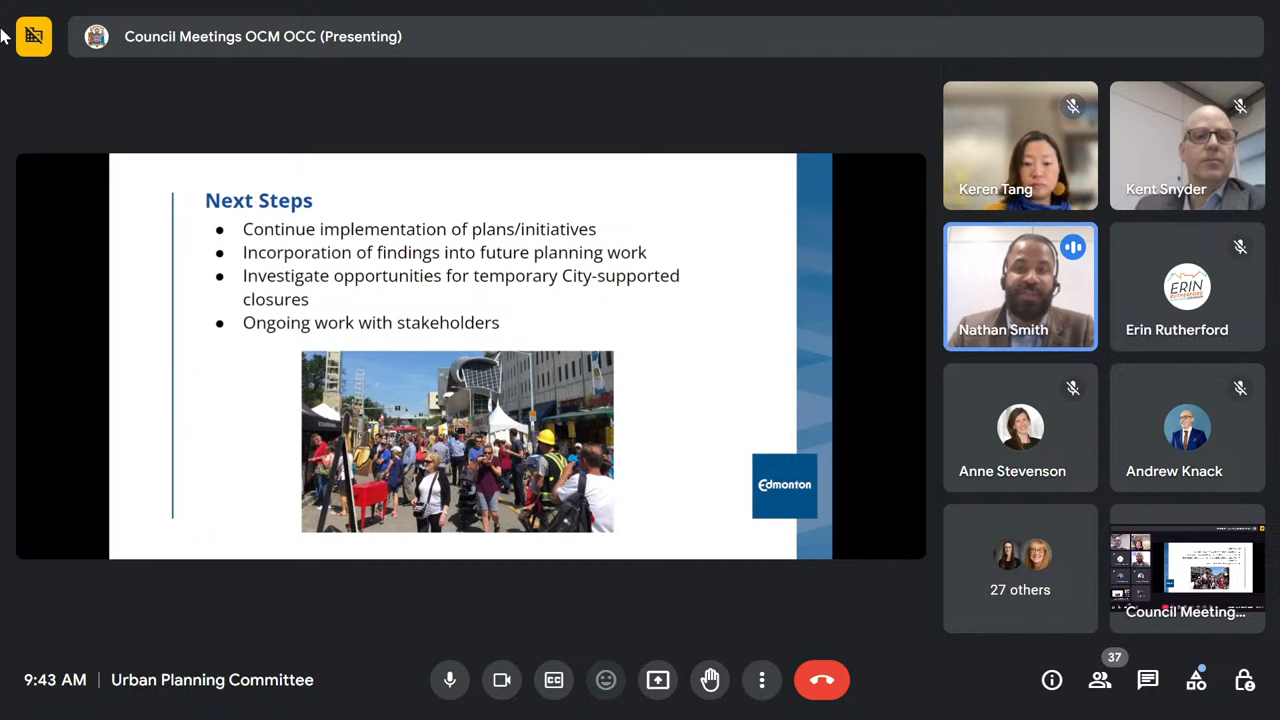 Council Meetings OCM OCC (Presenting)
Next Steps
● Continue implementation of plans/initiatives
● Incorporation of findings into future planning work
● Investigate opportunities for temporary City-supported
closures
● Ongoing work with stakeholders
Edmonton
Keren Tang
Kent Snyder
Nathan Smith
ERIN
RUTHERFORD
Erin Rutherford
Anne Stevenson
Andrew Knack
27 others
Council Meeting...
9:43 AM
Urban Planning Committee
CC
37